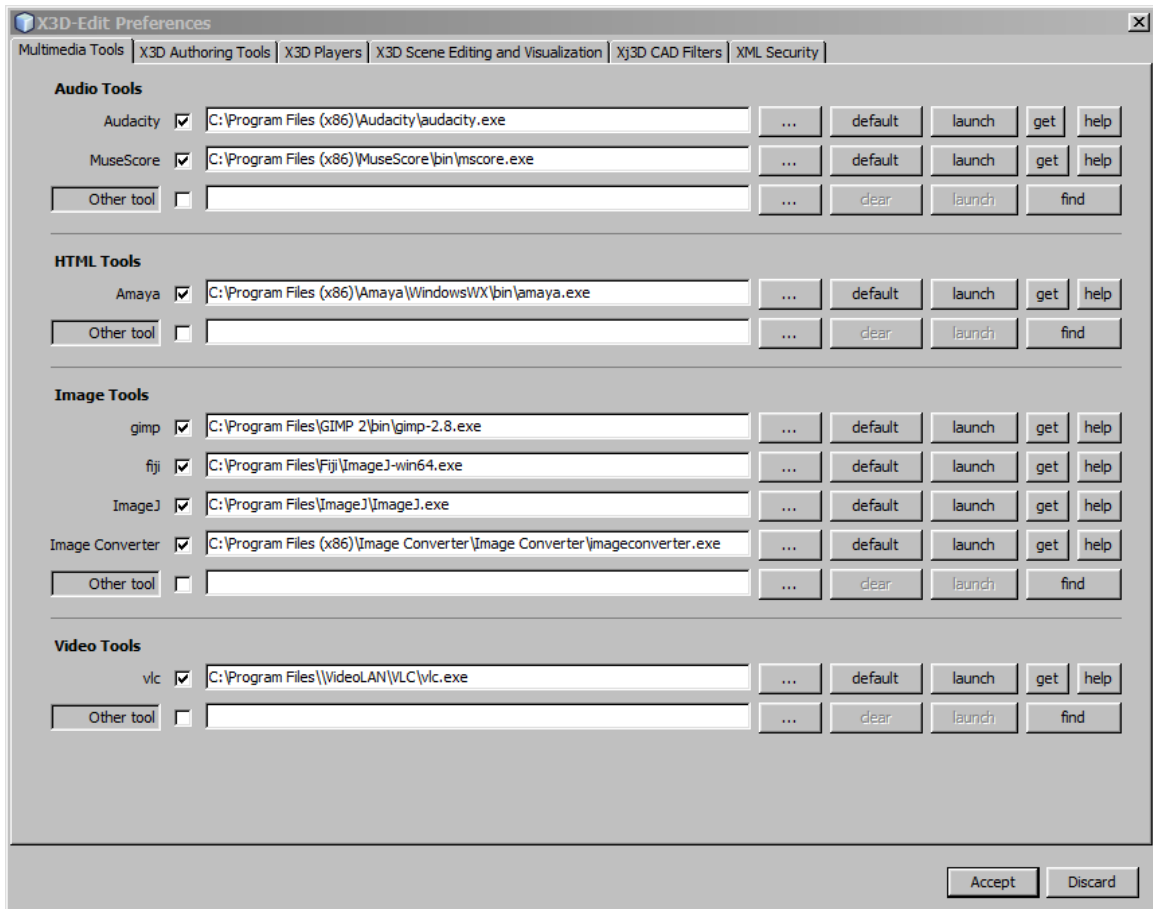 X3D-Edit Preferences
Multimedia Tools X3D Authoring Tools X3D Players X3D Scene Editing and Visualization Xj3D CAD Filters XML Security
Audio Tools
Audacity C:\Program Files (x86)\Audacity\audacity.exe ... default launch get help
MuseScore C:\Program Files (x86)\MuseScore\bin\mscore.exe ... default launch get help
Other tool ... clear launch find
HTML Tools
Amaya C:\Program Files (x86)\Amaya\WindowsWX\bin\amaya.exe ... default launch get help
Other tool ... clear launch find
Image Tools
gimp C:\Program Files\GIMP 2\bin\gimp-2.8.exe ... default launch get help
fiji C:\Program Files\Fiji\ImageJ-win64.exe ... default launch get help
ImageJ C:\Program Files\ImageJ\ImageJ.exe ... default launch get help
Image Converter C:\Program Files (x86)\Image Converter\Image Converter\imageconverter.exe ... default launch get help
Other tool ... clear launch find
Video Tools
vlc C:\Program Files\\VideoLAN\VLC\vlc.exe ... default launch get help
Other tool ... clear launch find
Accept Discard